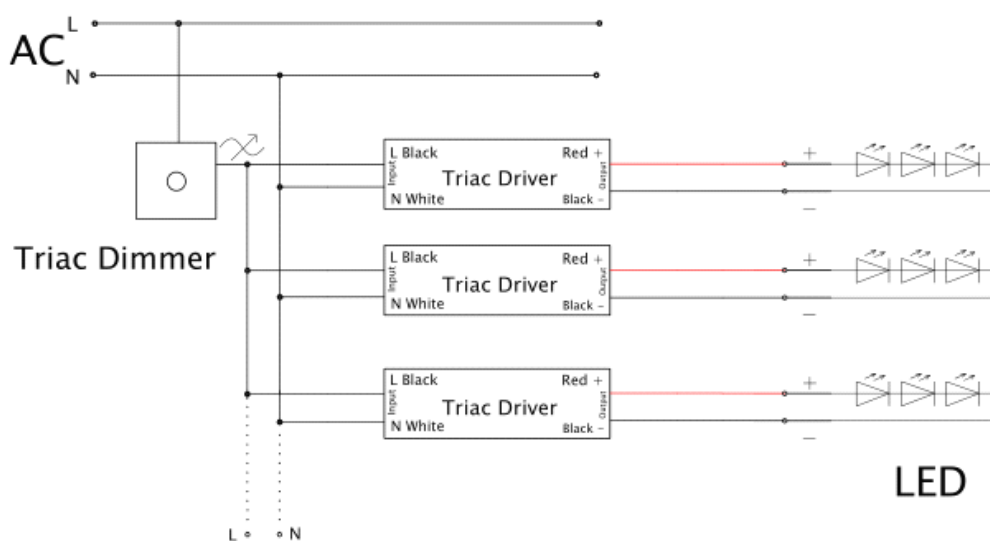 L
AC
N
L Black
Red +
Input
Triac Driver
Output
N White
Black -
Triac Dimmer
+
−
L Black
Red +
Input
Triac Driver
Output
N White
Black -
+
−
L Black
Red +
Input
Triac Driver
Output
N White
Black -
+
−
LED
L
N